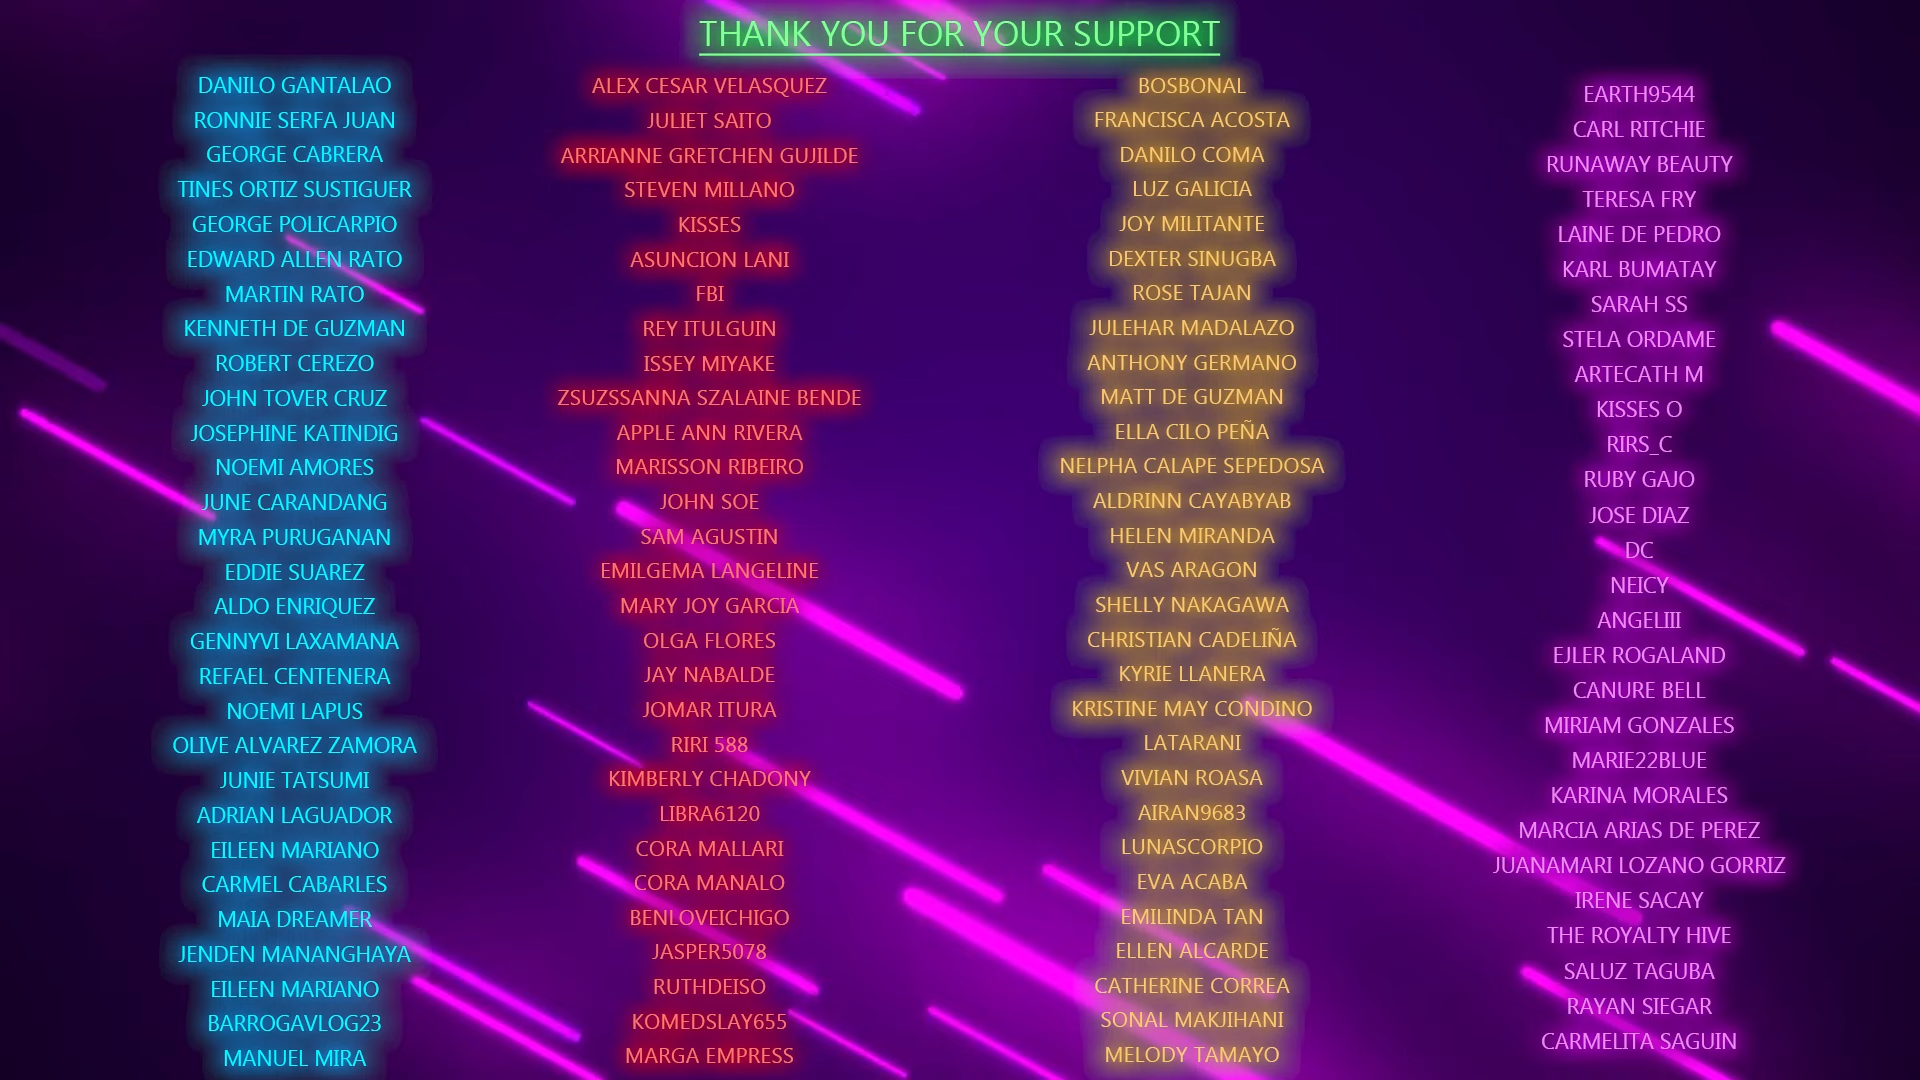 THANK YOU FOR YOUR SUPPORT
DANILO GANTALAO
RONNIE SERFA JUAN
GEORGE CABRERA
TINES ORTIZ SUSTIGUER
GEORGE POLICARPIO
EDWARD ALLEN RATO
MARTIN RATO
KENNETH DE GUZMAN
ROBERT CEREZO
JOHN TOVER CRUZ
JOSEPHINE KATINDIG
NOEMI AMORES
JUNE CARANDANG
MYRA PURUGANAN
EDDIE SUAREZ
ALDO ENRIQUEZ
GENNYVI LAXAMANA
REFAEL CENTENERA
NOEMI LAPUS
OLIVE ALVAREZ ZAMORA
JUNIE TATSUMI
ADRIAN LAGUADOR
EILEEN MARIANO
CARMEL CABARLES
MAIA DREAMER
JENDEN MANANGHAYA
EILEEN MARIANO
BARROGAVLOG23
MANUEL MIRA
ALEX CESAR VELASQUEZ
JULIET SAITO
ARRIANNE GRETCHEN GUJILDE
STEVEN MILLANO
KISSES
ASUNCION LANI
FBI
REY ITULGUIN
ISSEY MIYAKE
ZSUZSSANNA SZALAINE BENDE
APPLE ANN RIVERA
MARISSON RIBEIRO
JOHN SOE
SAM AGUSTIN
EMILGEMA LANGELINE
MARY JOY GARCIA
OLGA FLORES
JAY NABALDE
JOMAR ITURA
RIRI 588
KIMBERLY CHADONY
LIBRA6120
CORA MALLARI
CORA MANALO
BENLOVEICHIGO
JASPER5078
RUTHDEISO
KOMEDSLAY655
MARGA EMPRESS
BOSBONAL
FRANCISCA ACOSTA
DANILO COMA
LUZ GALICIA
JOY MILITANTE
DEXTER SINUGBA
ROSE TAJAN
JULEHAR MADALAZO
ANTHONY GERMANO
MATT DE GUZMAN
ELLA CILO PEÑA
NELPHA CALAPE SEPEDOSA
ALDRINN CAYABYAB
HELEN MIRANDA
VAS ARAGON
SHELLY NAKAGAWA
CHRISTIAN CADELIÑA
KYRIE LLANERA
KRISTINE MAY CONDINO
LATARANI
VIVIAN ROASA
AIRAN9683
LUNASCORPIO
EVA ACABA
EMILINDA TAN
ELLEN ALCARDE
CATHERINE CORREA
SONAL MAKJIHANI
MELODY TAMAYO
EARTH9544
CARL RITCHIE
RUNAWAY BEAUTY
TERESA FRY
LAINE DE PEDRO
KARL BUMATAY
SARAH SS
STELA ORDAME
ARTECATH M
KISSES O
RIRS_C
RUBY GAJO
JOSE DIAZ
DC
NEICY
ANGELIII
EJLER ROGALAND
CANURE BELL
MIRIAM GONZALES
MARIE22BLUE
KARINA MORALES
MARCIA ARIAS DE PEREZ
JUANAMARI LOZANO GORRIZ
IRENE SACAY
THE ROYALTY HIVE
SALUZ TAGUBA
RAYAN SIEGAR
CARMELITA SAGUIN